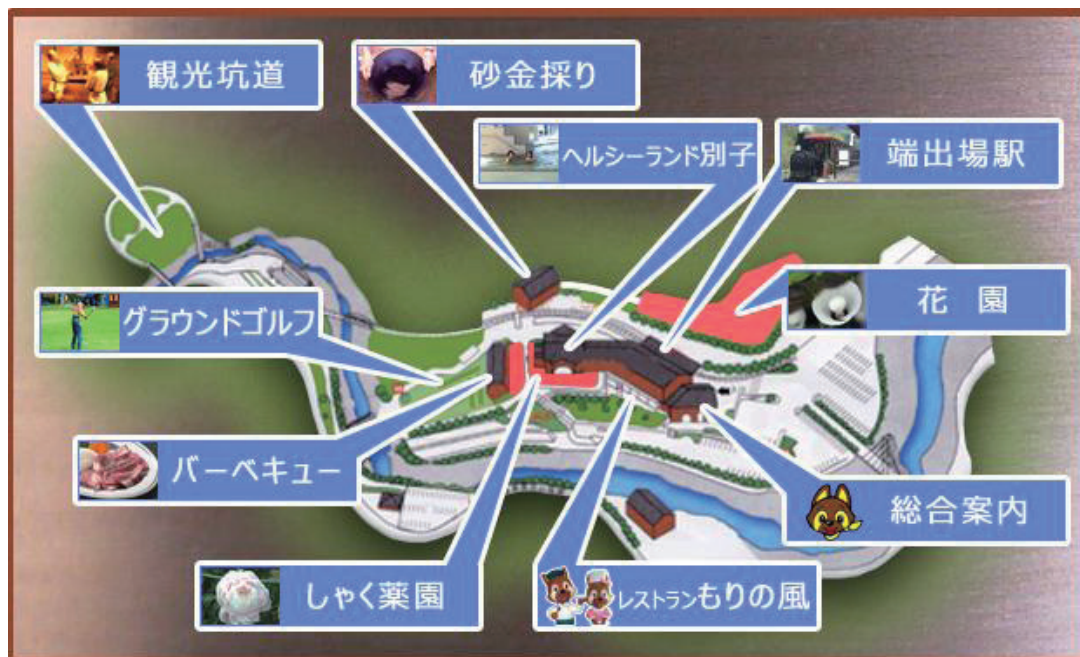 観光坑道
砂金採り
ヘルシーランド別子
端出場駅
花 園
グラウンドゴルフ
バーベキュー
総合案内
しゃく薬園
レストランもりの風